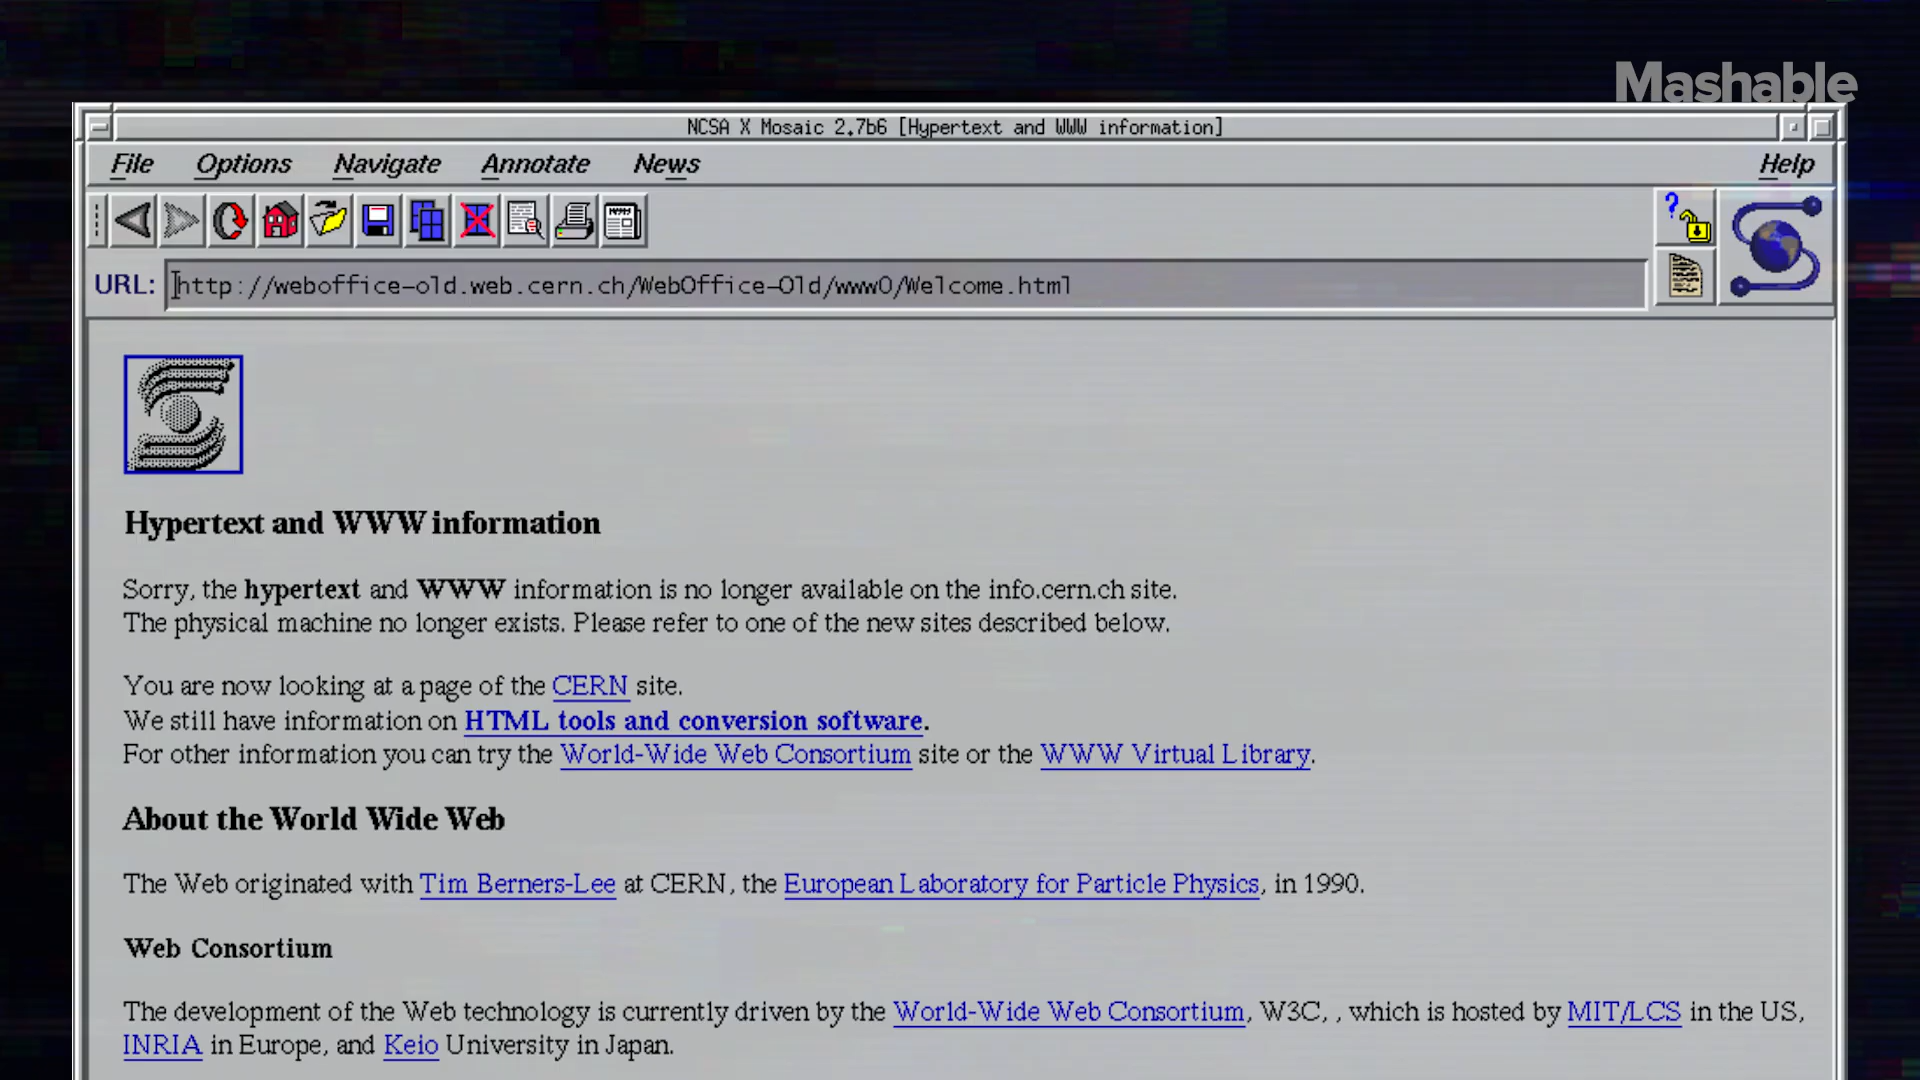 Mashable
NCSA X Mosaic 2.7b6 [Hypertext and WWW information]
File Options Navigate Annotate News Help
URL: http://weboffice-old.web.cern.ch/WebOffice-Old/www0/Welcome.html
Hypertext and WWW information
Sorry, the hypertext and WWW information is no longer available on the info.cern.ch site.
The physical machine no longer exists. Please refer to one of the new sites described below.
You are now looking at a page of the CERN site.
We still have information on HTML tools and conversion software.
For other information you can try the World-Wide Web Consortium site or the WWW Virtual Library.
About the World Wide Web
The Web originated with Tim Berners-Lee at CERN, the European Laboratory for Particle Physics, in 1990.
Web Consortium
The development of the Web technology is currently driven by the World-Wide Web Consortium, W3C, , which is hosted by MIT/LCS in the US,
INRIA in Europe, and Keio University in Japan.